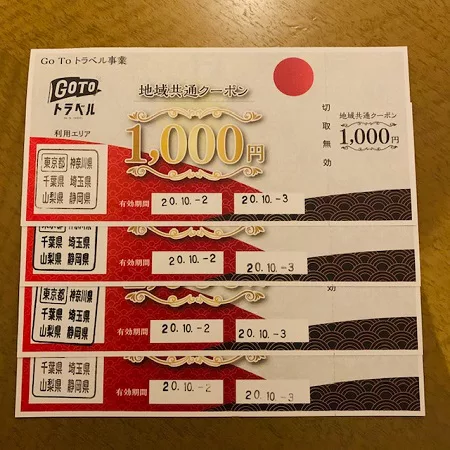 Go To トラベル事業
GOTO
トラベル
利用エリア
東京都 神奈川県
千葉県 埼玉県
山梨県 静岡県
地域共通クーポン
1,000円
有効期間 20.10.-2 20.10.-3
切取無効
地域共通クーポン
1,000円
東京都 神奈川県
千葉県 埼玉県
山梨県 静岡県
有効期間 20.10.-2 20.10.-3
東京都 神奈川県
千葉県 埼玉県
山梨県 静岡県
有効期間 20.10.-2 20.10.-3
効
千葉県 埼玉県
山梨県 静岡県
有効期間 20.10.-2 20.10.-3